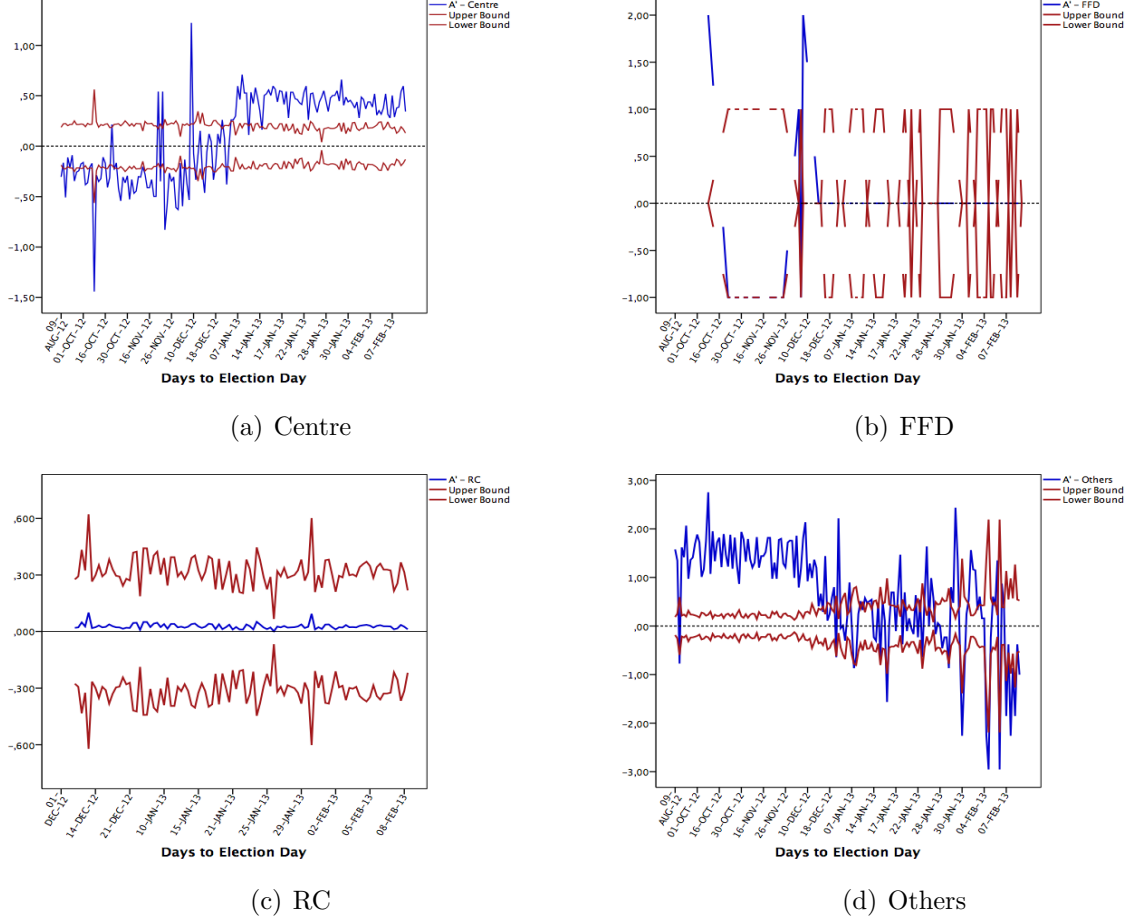 A' – Centre
Upper Bound
Lower Bound
1,00
,50
,00
–,50
–1,00
–1,50
09–AUG–12
01–OCT–12
16–OCT–12
30–OCT–12
16–NOV–12
26–NOV–12
10–DEC–12
18–DEC–12
07–JAN–13
14–JAN–13
17–JAN–13
22–JAN–13
28–JAN–13
30–JAN–13
04–FEB–13
07–FEB–13
Days to Election Day
(a) Centre
A' – FFD
Upper Bound
Lower Bound
2,00
1,50
1,00
,50
,00
–,50
–1,00
09–AUG–12
01–OCT–12
16–OCT–12
30–OCT–12
16–NOV–12
26–NOV–12
10–DEC–12
18–DEC–12
07–JAN–13
14–JAN–13
17–JAN–13
22–JAN–13
28–JAN–13
30–JAN–13
04–FEB–13
07–FEB–13
Days to Election Day
(b) FFD
A' – RC
Upper Bound
Lower Bound
,600
,300
,000
–,300
–,600
01–DEC–12
14–DEC–12
21–DEC–12
10–JAN–13
15–JAN–13
21–JAN–13
25–JAN–13
29–JAN–13
02–FEB–13
05–FEB–13
08–FEB–13
Days to Election Day
(c) RC
A' – Others
Upper Bound
Lower Bound
3,00
2,00
1,00
,00
–1,00
–2,00
–3,00
09–AUG–12
01–OCT–12
16–OCT–12
30–OCT–12
16–NOV–12
26–NOV–12
10–DEC–12
18–DEC–12
07–JAN–13
14–JAN–13
17–JAN–13
22–JAN–13
28–JAN–13
30–JAN–13
04–FEB–13
07–FEB–13
Days to Election Day
(d) Others